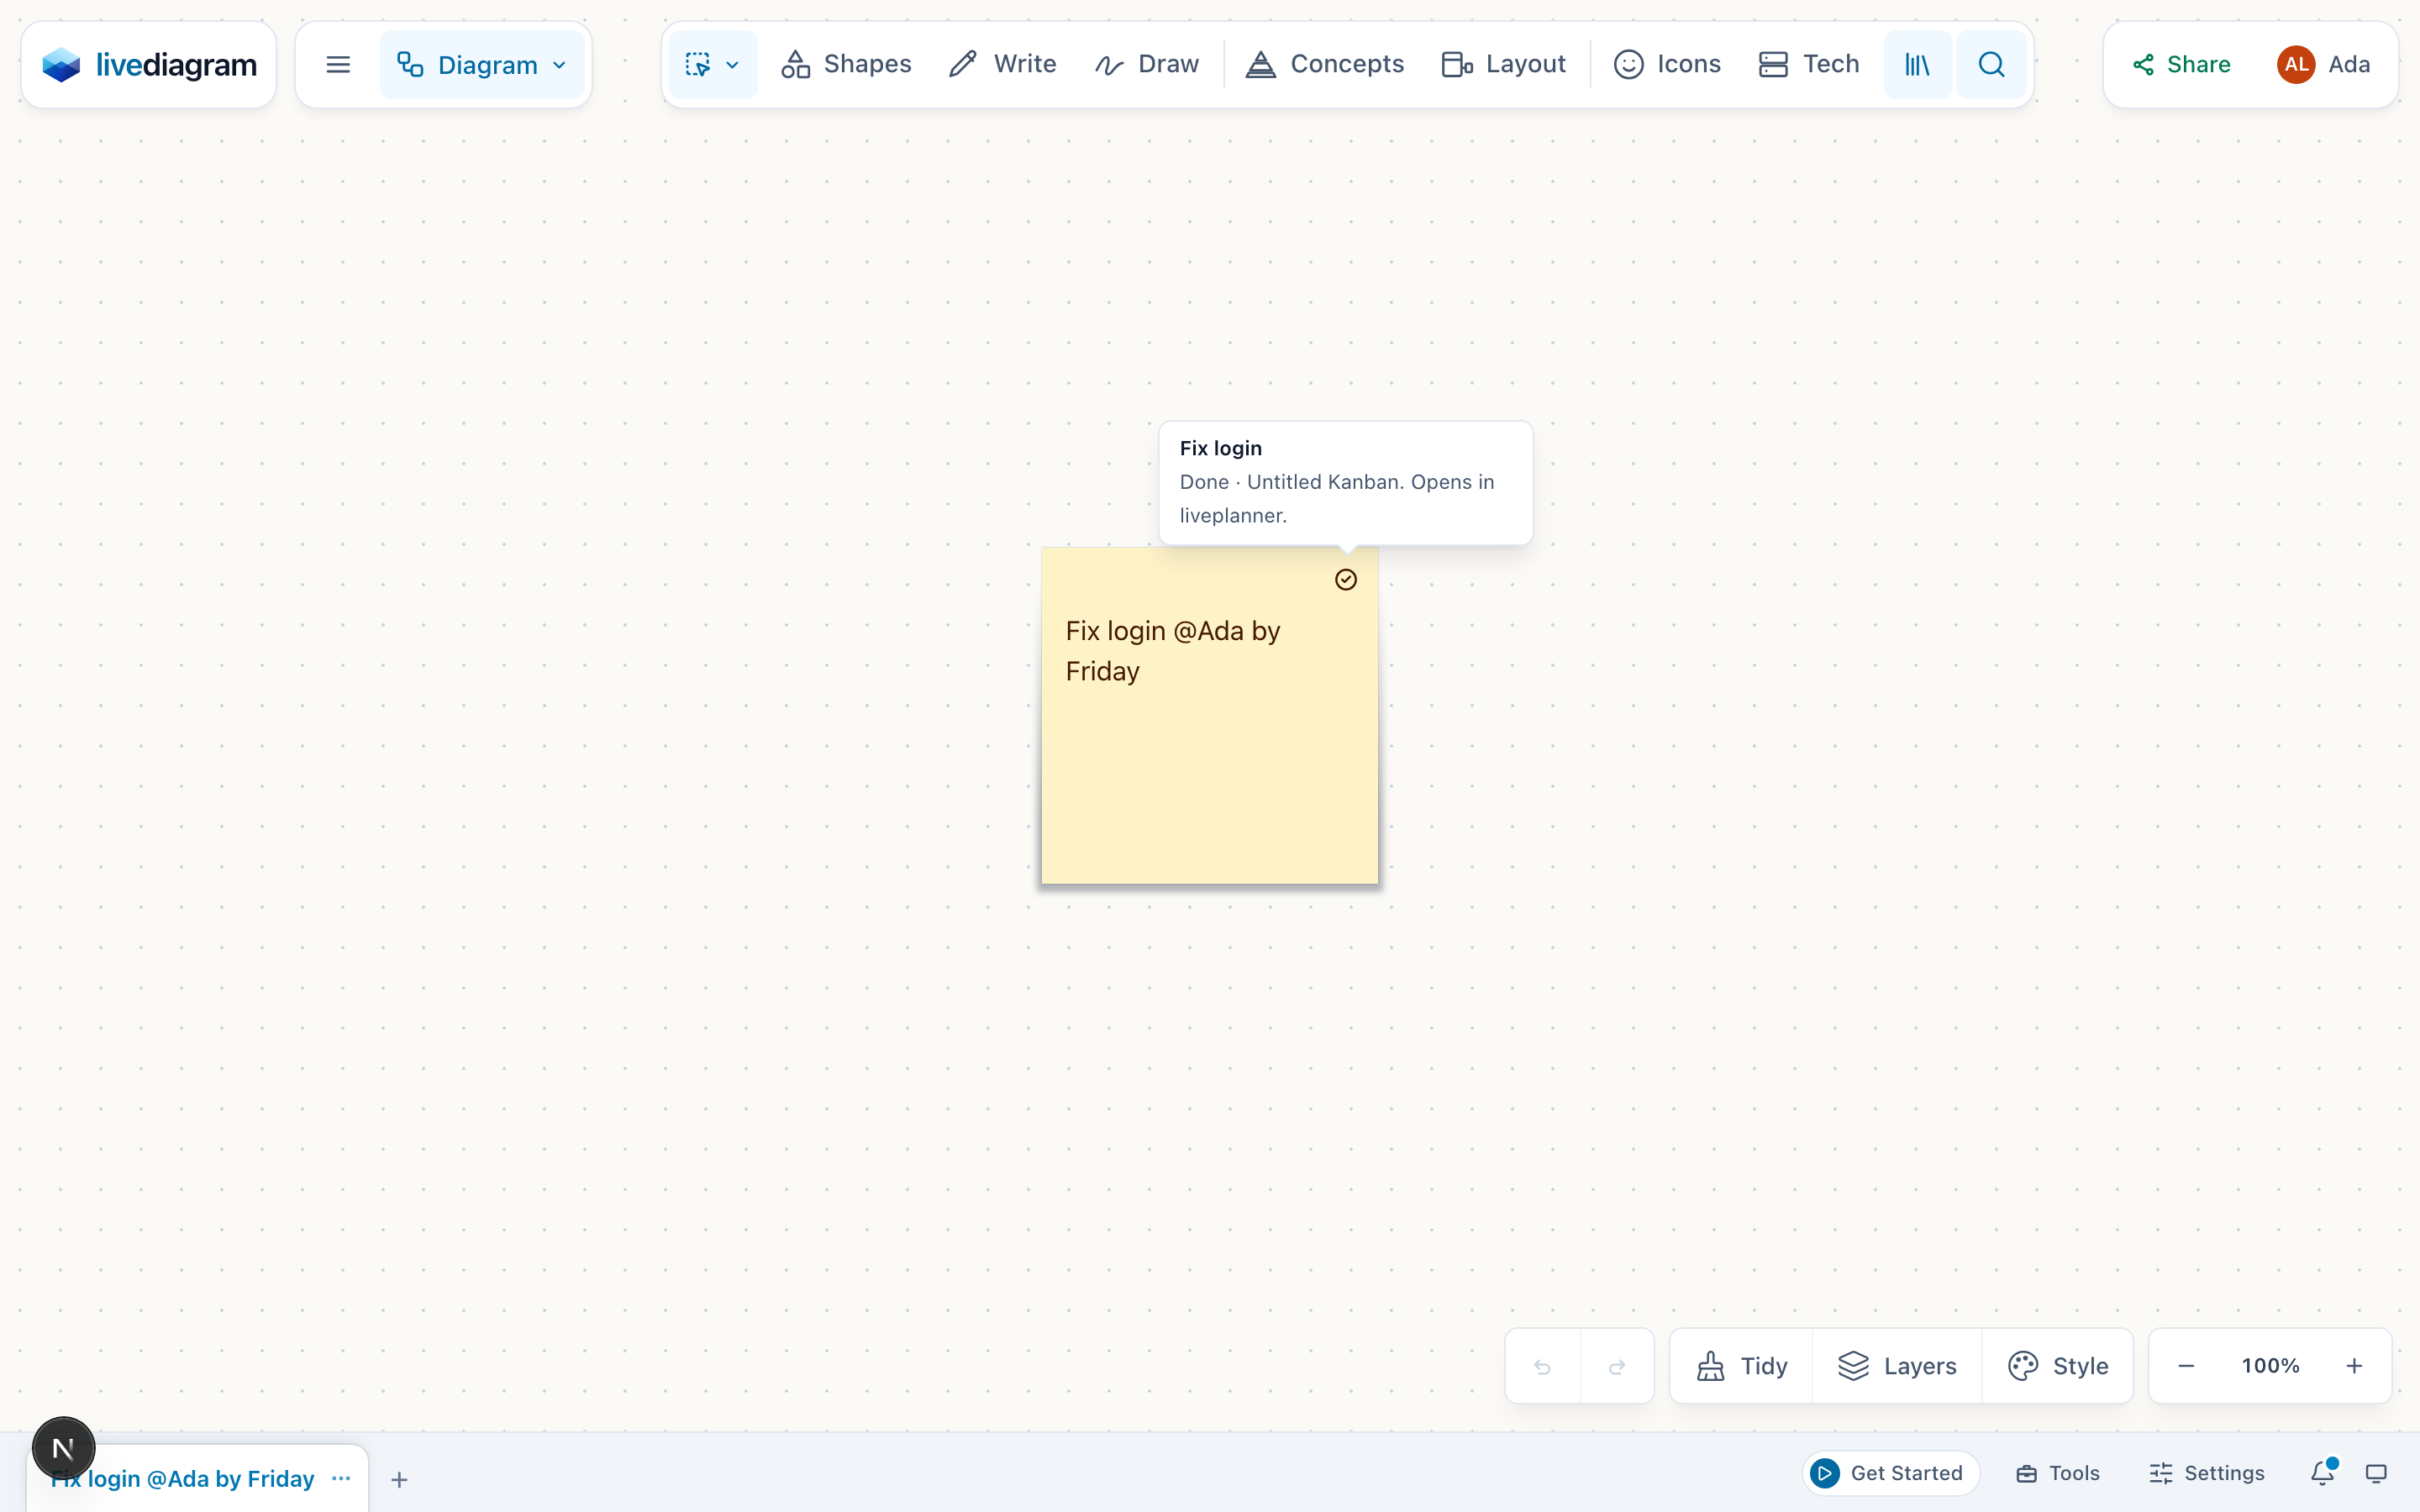 livediagram
Diagram
Shapes
Write
Draw
Concepts
Layout
Icons
Tech
Share
AL
Ada
Fix login
Done · Untitled Kanban. Opens in
liveplanner.
Fix login @Ada by
Friday
Tidy
Layers
Style
− 100% +
N
Fix login @Ada by Friday
Get Started
Tools
Settings